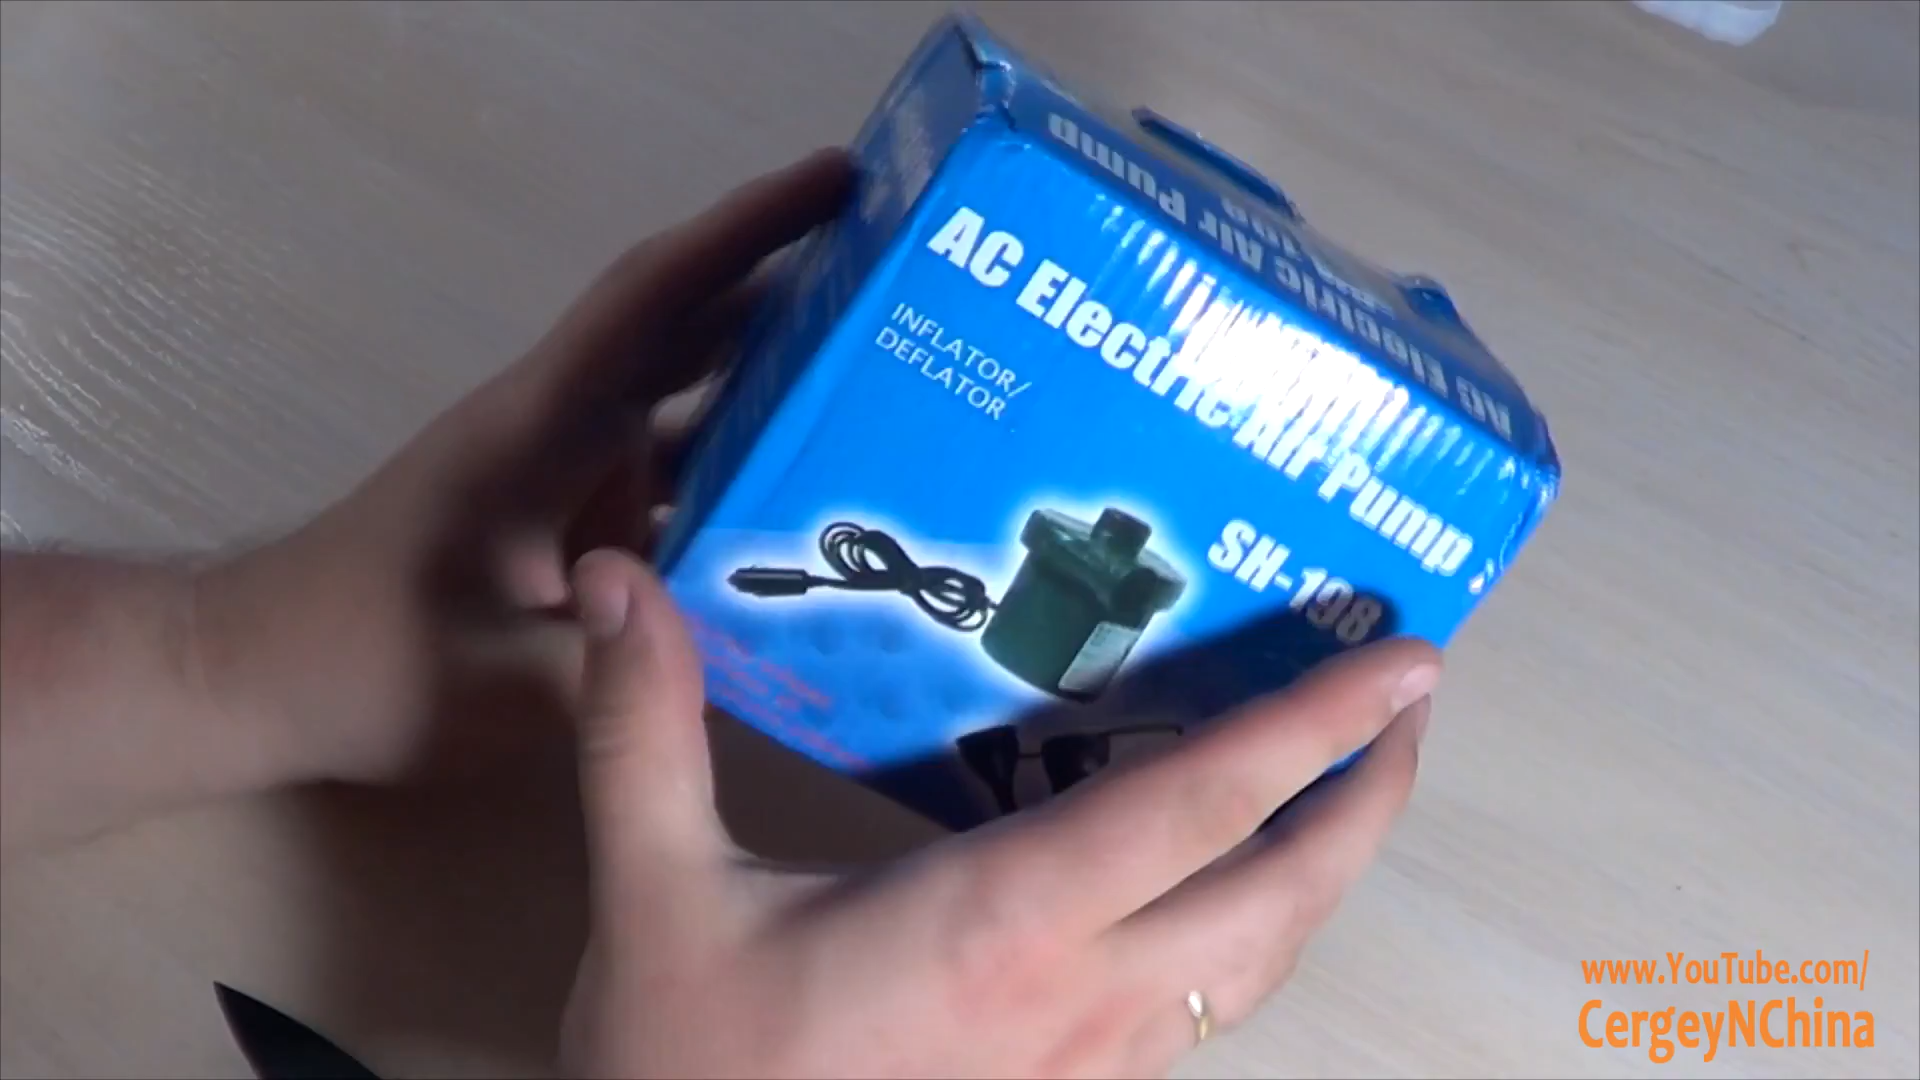 AC Electric Air Pump
AC Electric Air Pump
INFLATOR/
DEFLATOR
SH-198
www.YouTube.com/
CergeyNChina